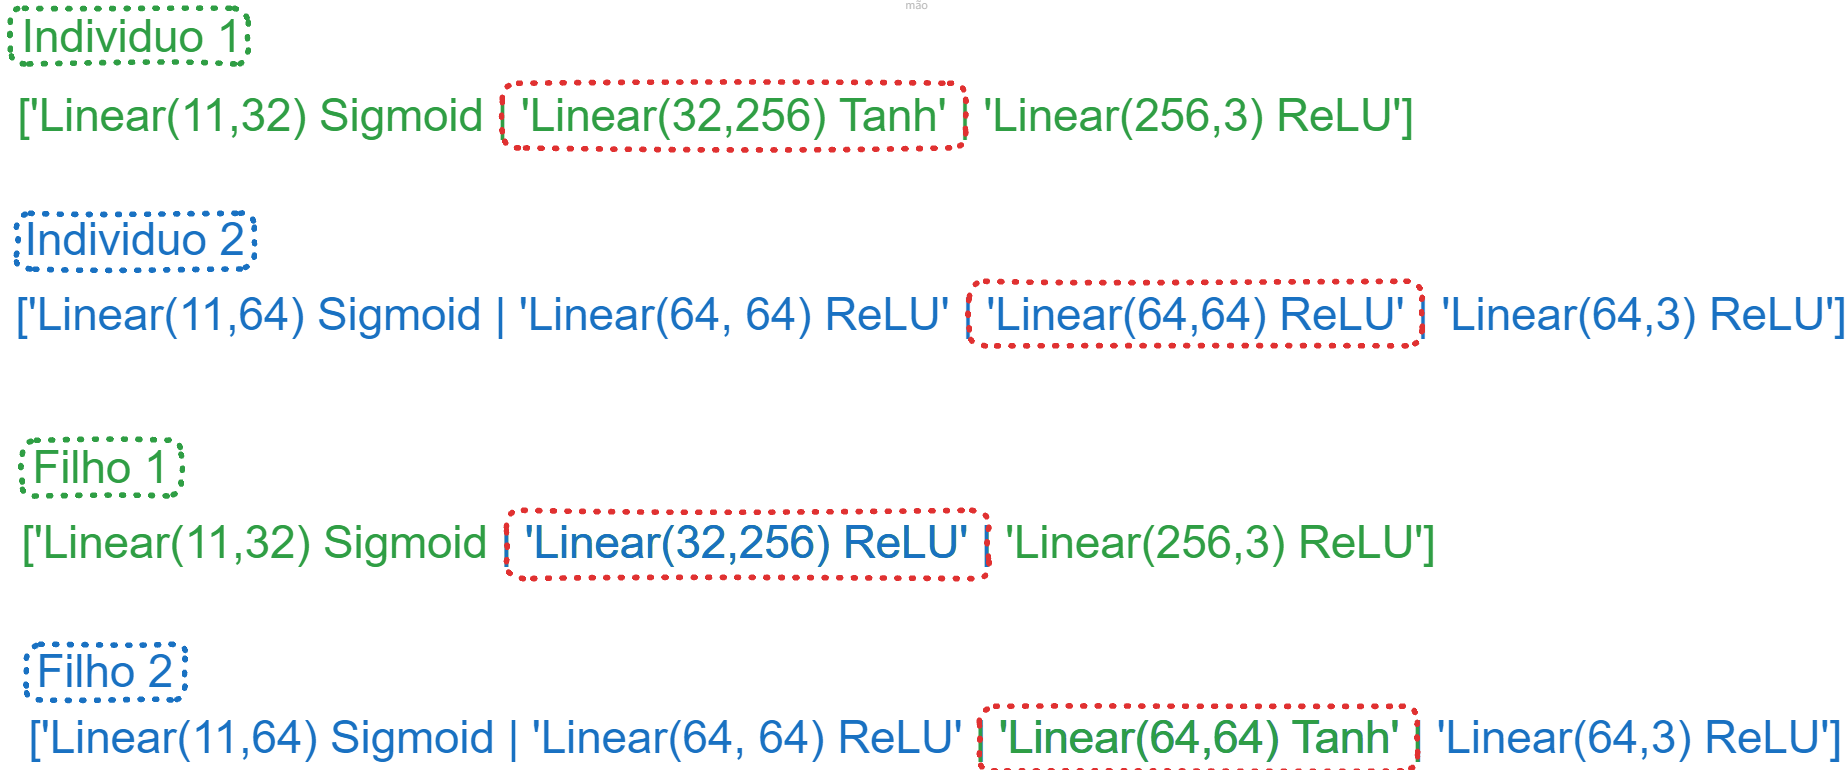 mão
Individuo 1
['Linear(11,32) Sigmoid | 'Linear(32,256) Tanh' | 'Linear(256,3) ReLU']
Individuo 2
['Linear(11,64) Sigmoid | 'Linear(64, 64) ReLU' | 'Linear(64,64) ReLU' | 'Linear(64,3) ReLU']
Filho 1
['Linear(11,32) Sigmoid | 'Linear(32,256) ReLU' | 'Linear(256,3) ReLU']
Filho 2
['Linear(11,64) Sigmoid | 'Linear(64, 64) ReLU' | 'Linear(64,64) Tanh' | 'Linear(64,3) ReLU']